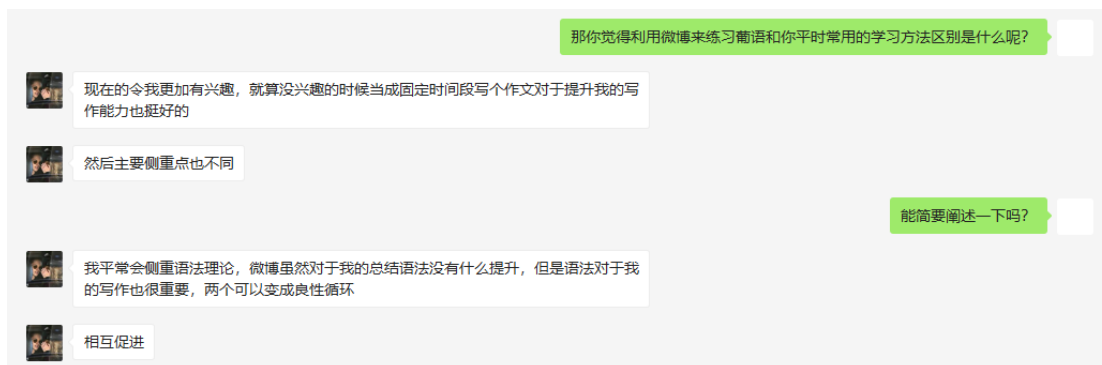 那你觉得利用微博来练习葡语和你平时常用的学习方法区别是什么呢？
现在的令我更加有兴趣，就算没兴趣的时候当成固定时间段写个作文对于提升我的写
作能力也挺好的
然后主要侧重点也不同
能简要阐述一下吗？
我平常会侧重语法理论，微博虽然对于我的总结语法没有什么提升，但是语法对于我
的写作也很重要，两个可以变成良性循环
相互促进